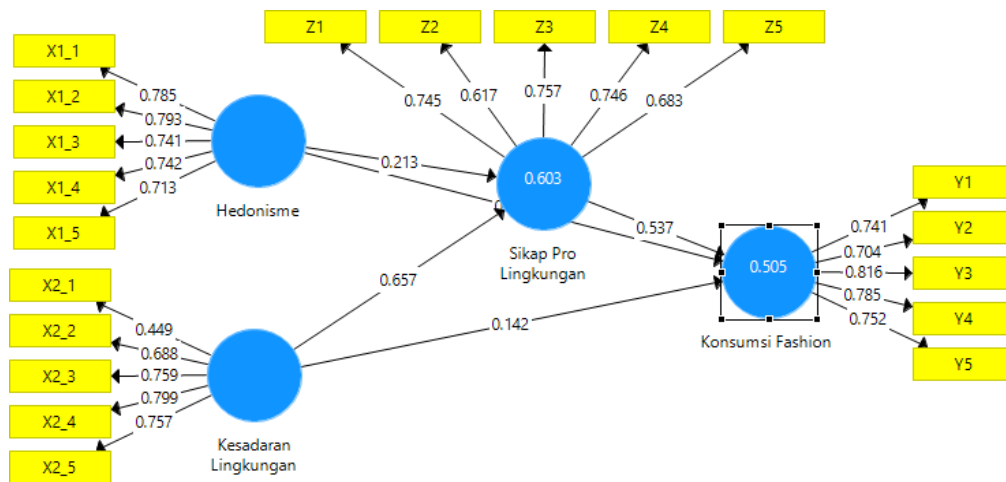 Z1
Z2
Z3
Z4
Z5
X1_1
X1_2
X1_3
X1_4
X1_5
0.785
0.793
0.741
0.742
0.713
Hedonisme
0.745
0.617
0.757
0.746
0.683
0.213
0.603
Sikap Pro
Lingkungan
0.537
0.657
0.142
X2_1
X2_2
X2_3
X2_4
X2_5
0.449
0.688
0.759
0.799
0.757
Kesadaran
Lingkungan
0.505
Konsumsi Fashion
0.741
0.704
0.816
0.785
0.752
Y1
Y2
Y3
Y4
Y5